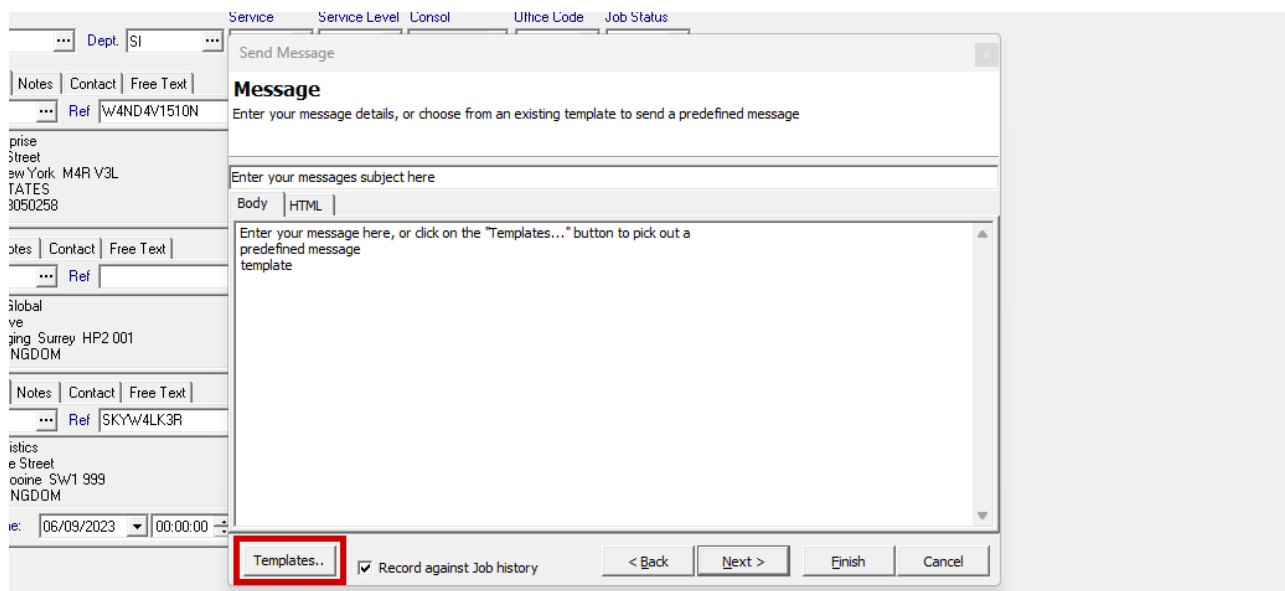 Service Service Level Consol Office Code Job Status
Dept. SI
Send Message
Notes Contact Free Text
Message
Ref W4ND4V1510N
Enter your message details, or choose from an existing template to send a predefined message
prise
Street
ew York M4R V3L
TATES
3050258
Enter your messages subject here
Body HTML
Enter your message here, or click on the "Templates..." button to pick out a
predefined message
template
otes Contact Free Text
Ref
Global
ve
ging Surrey HP2 001
NGDOM
Notes Contact Free Text
Ref SKYW4LK3R
istics
e Street
ooine SW1 999
NGDOM
ne: 06/09/2023 00:00:00
Templates.. Record against Job history < Back Next > Finish Cancel